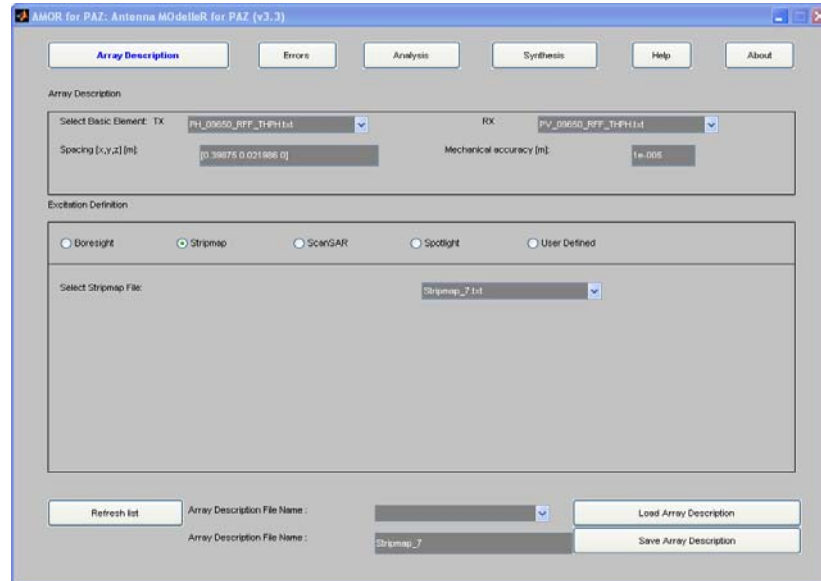 AMOR for PAZ: Antenna MOdelleR for PAZ (v3.3)
Array Description Errors Analysis Synthesis Help About
Array Description
Select Basic Element: TX PH_09650_RFF_THPH.txt RX PV_09650_RFF_THPH.txt
Spacing [x,y,z] [m]: [0.39875 0.021986 0] Mechanical accuracy [m]: 1e-005
Excitation Definition
Boresight Stripmap ScanSAR Spotlight User Defined
Select Stripmap File: Stripmap_7.txt
Refresh list Array Description File Name : Load Array Description
Array Description File Name : Stripmap_7 Save Array Description